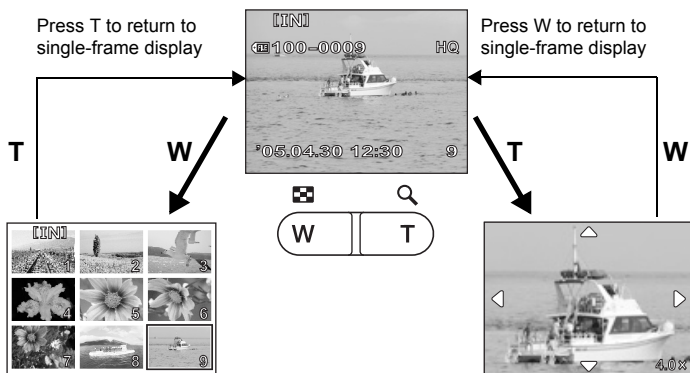 Press T to return to
single-frame display
[IN]
100-0009 HQ
'05.04.30 12:30 9
Press W to return to
single-frame display
T
W
T
W
W T
[IN]
1
2
3
4
5
6
7
8
9
4.0×